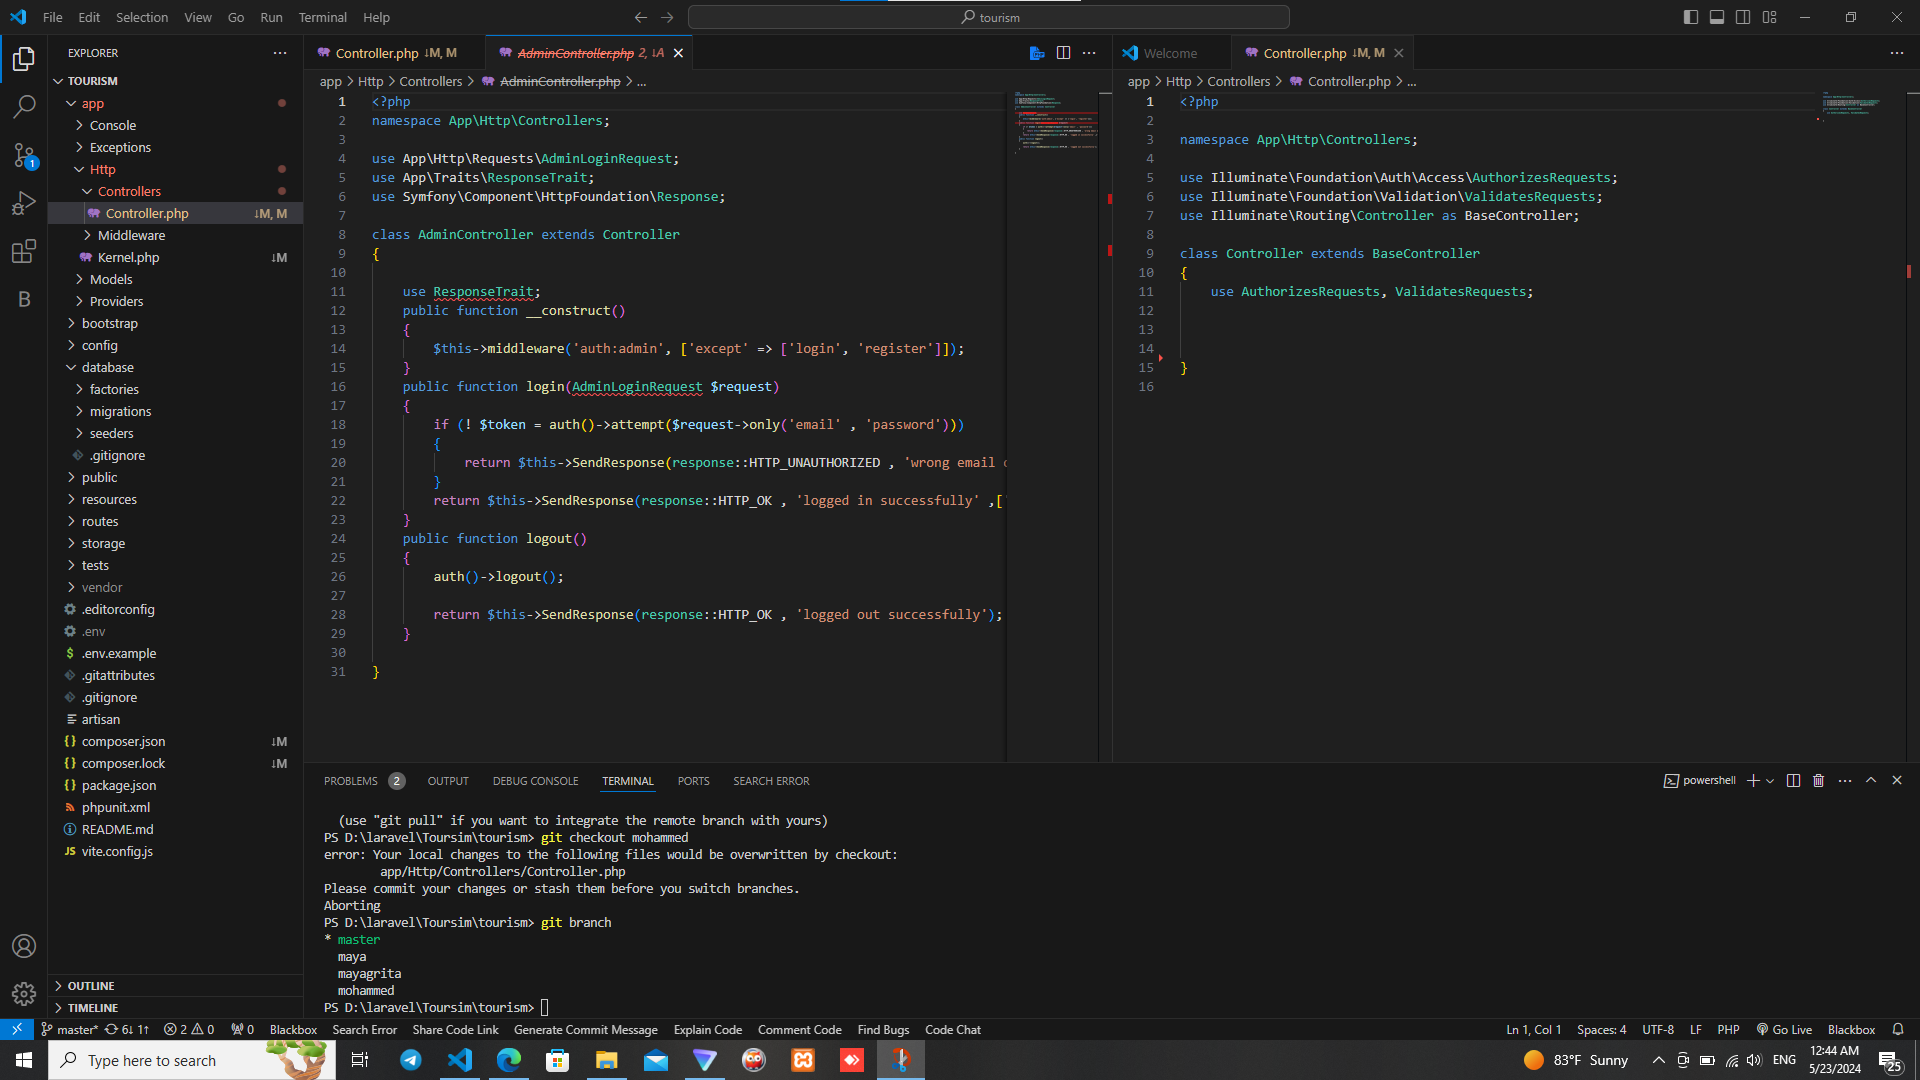 File Edit Selection View Go Run Terminal Help
tourism
EXPLORER
TOURISM
app
Console
Exceptions
Http
Controllers
Controller.php ↓M, M
Middleware
Kernel.php ↓M
Models
Providers
bootstrap
config
database
factories
migrations
seeders
.gitignore
public
resources
routes
storage
tests
vendor
.editorconfig
.env
.env.example
.gitattributes
.gitignore
artisan
composer.json ↓M
composer.lock ↓M
package.json
phpunit.xml
README.md
vite.config.js
OUTLINE
TIMELINE
Controller.php ↓M, M
AdminController.php 2, ↓A
app > Http > Controllers > AdminController.php > ...
1 <?php
2 namespace App\Http\Controllers;
3
4 use App\Http\Requests\AdminLoginRequest;
5 use App\Traits\ResponseTrait;
6 use Symfony\Component\HttpFoundation\Response;
7
8 class AdminController extends Controller
9 {
10
11 use ResponseTrait;
12 public function __construct()
13 {
14 $this->middleware('auth:admin', ['except' => ['login', 'register']]);
15 }
16 public function login(AdminLoginRequest $request)
17 {
18 if (! $token = auth()->attempt($request->only('email' , 'password')))
19 {
20 return $this->SendResponse(response::HTTP_UNAUTHORIZED , 'wrong email
21 }
22 return $this->SendResponse(response::HTTP_OK , 'logged in successfully' ,[
23 }
24 public function logout()
25 {
26 auth()->logout();
27
28 return $this->SendResponse(response::HTTP_OK , 'logged out successfully');
29 }
30
31 }
Welcome
Controller.php ↓M, M
app > Http > Controllers > Controller.php > ...
1 <?php
2
3 namespace App\Http\Controllers;
4
5 use Illuminate\Foundation\Auth\Access\AuthorizesRequests;
6 use Illuminate\Foundation\Validation\ValidatesRequests;
7 use Illuminate\Routing\Controller as BaseController;
8
9 class Controller extends BaseController
10 {
11 use AuthorizesRequests, ValidatesRequests;
12
13
14
15 }
16
PROBLEMS 2 OUTPUT DEBUG CONSOLE TERMINAL PORTS SEARCH ERROR
powershell
(use "git pull" if you want to integrate the remote branch with yours)
PS D:\laravel\Toursim\tourism> git checkout mohammed
error: Your local changes to the following files would be overwritten by checkout:
app/Http/Controllers/Controller.php
Please commit your changes or stash them before you switch branches.
Aborting
PS D:\laravel\Toursim\tourism> git branch
* master
maya
mayagrita
mohammed
PS D:\laravel\Toursim\tourism>
master* 6↓ 1↑ 2 0 0 Blackbox Search Error Share Code Link Generate Commit Message Explain Code Comment Code Find Bugs Code Chat
Ln 1, Col 1 Spaces: 4 UTF-8 LF PHP Go Live Blackbox
Type here to search
83°F Sunny
ENG
12:44 AM
5/23/2024
25